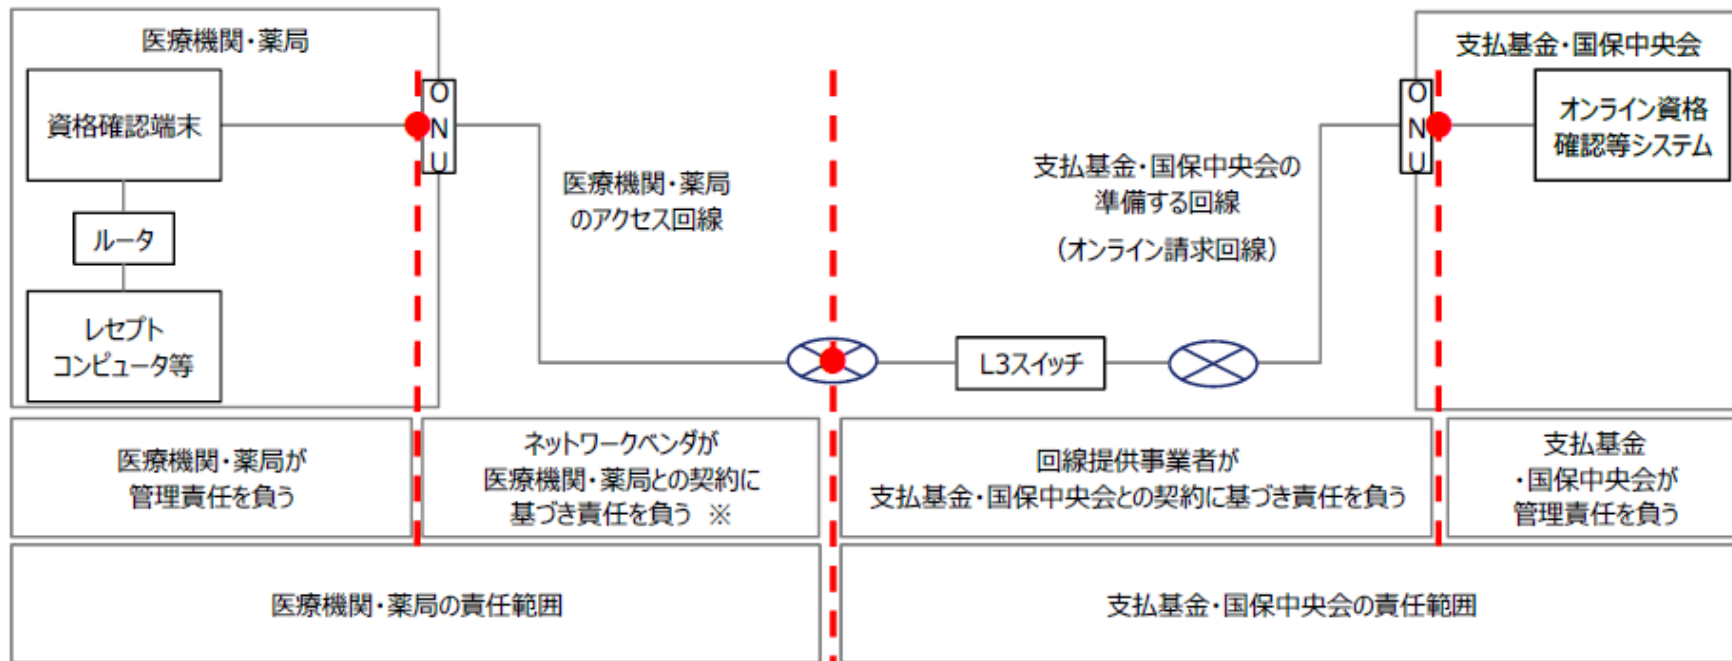 医療機関・薬局
資格確認端末
ルータ
レセプト
コンピュータ等
ONU
医療機関・薬局
のアクセス回線
支払基金・国保中央会の
準備する回線
（オンライン請求回線）
L3スイッチ
ONU
支払基金・国保中央会
オンライン資格
確認等システム
医療機関・薬局が
管理責任を負う
ネットワークベンダが
医療機関・薬局との契約に
基づき責任を負う ※
回線提供事業者が
支払基金・国保中央会との契約に基づき責任を負う
支払基金
・国保中央会が
管理責任を負う
医療機関・薬局の責任範囲
支払基金・国保中央会の責任範囲